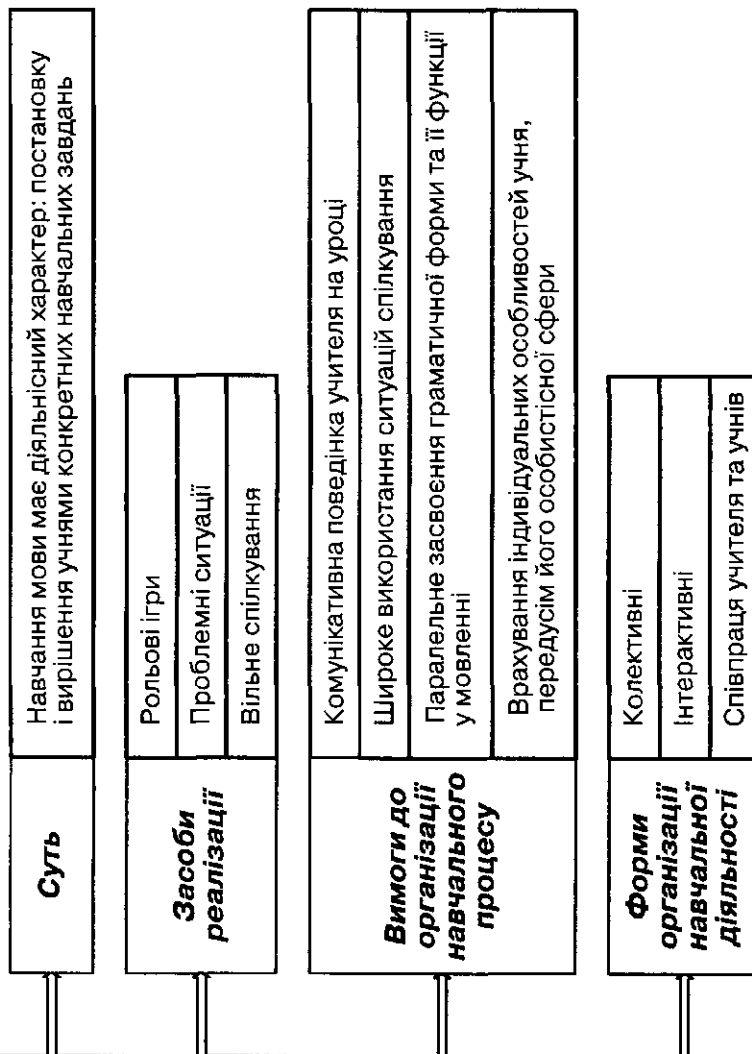 Суть
Навчання мови має діяльнісний характер: постановку
і вирішення учнями конкретних навчальних завдань
Засоби
реалізації
Рольові ігри
Проблемні ситуації
Вільне спілкування
Вимоги до
організації
навчального
процесу
Комунікативна поведінка учителя на уроці
Широке використання ситуацій спілкування
Паралельне засвоєння граматичної форми та її функції
у мовленні
Врахування індивідуальних особливостей учня,
передусім його особистісної сфери
Форми
організації
навчальної
діяльності
Колективні
Інтерактивні
Співпраця учителя та учнів